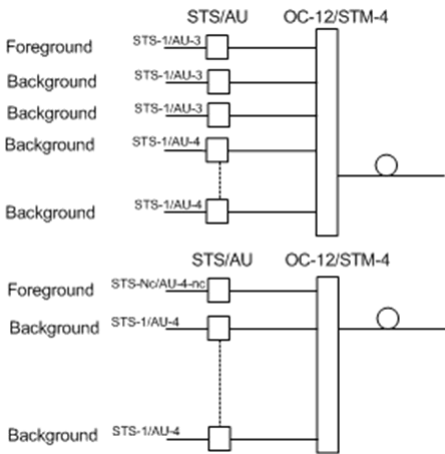 STS/AU OC-12/STM-4
Foreground STS-1/AU-3
Background STS-1/AU-3
Background STS-1/AU-3
Background STS-1/AU-4
Background STS-1/AU-4
STS/AU OC-12/STM-4
Foreground STS-Nc/AU-4-nc
Background STS-1/AU-4
Background STS-1/AU-4